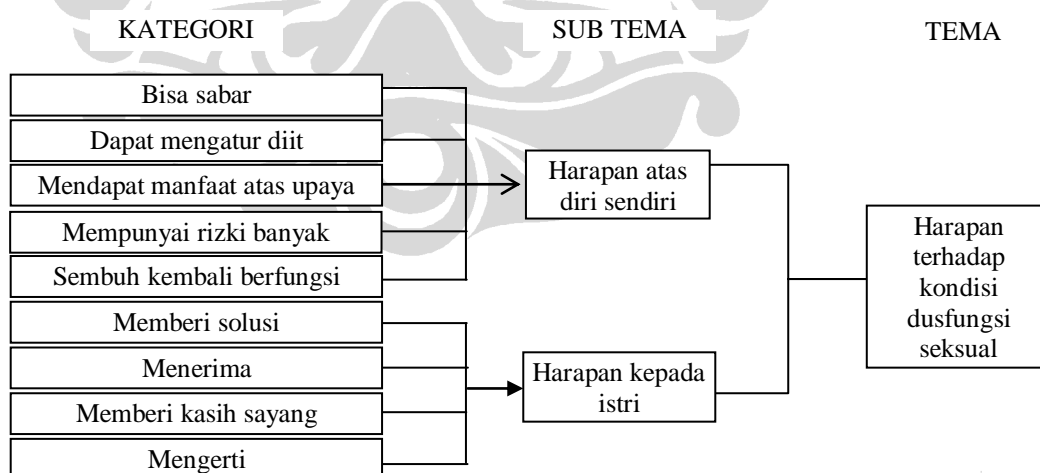 KATEGORI
SUB TEMA
TEMA
Bisa sabar
Dapat mengatur diit
Mendapat manfaat atas upaya
Mempunyai rizki banyak
Sembuh kembali berfungsi
Memberi solusi
Menerima
Memberi kasih sayang
Mengerti
Harapan atas
diri sendiri
Harapan kepada
istri
Harapan
terhadap
kondisi
dusfungsi
seksual